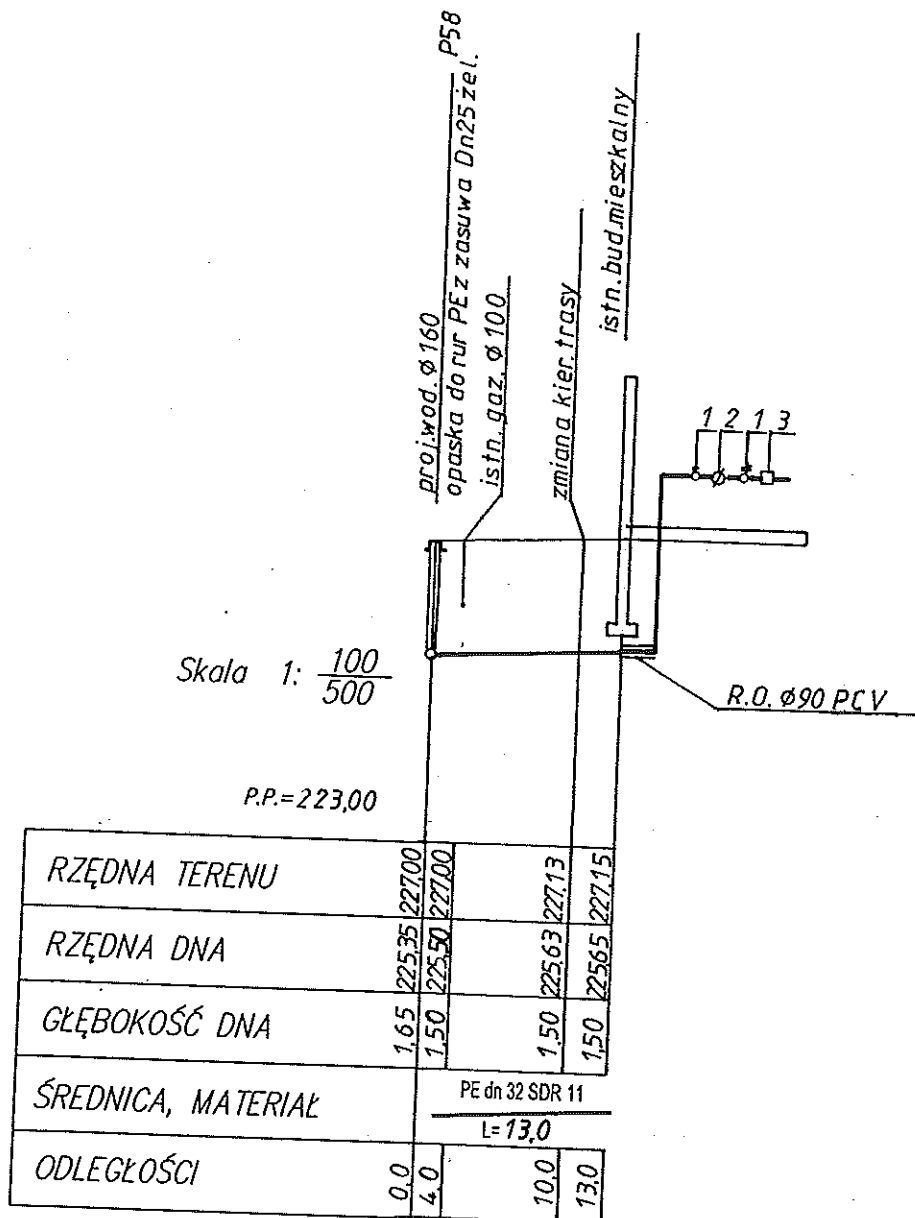 proj.wod. Ø 160
P58
opaska do rur PE z zasuwa Dn25 żel.
istn. gaz. Ø 100
zmiana kier. trasy
istn. bud. mieszkalny
1 2 1 3
Skala 1: 100
500
R.O. Ø90 PCV
P.P.=223,00
RZĘDNA TERENU 227,00 227,00 227,13 227,15
RZĘDNA DNA 225,35 225,50 225,63 225,65
GŁĘBOKOŚĆ DNA 1,65 1,50 1,50 1,50
ŚREDNICA, MATERIAŁ PE dn 32 SDR 11
L= 13,0
ODLEGŁOŚCI 0,0 4,0 10,0 13,0